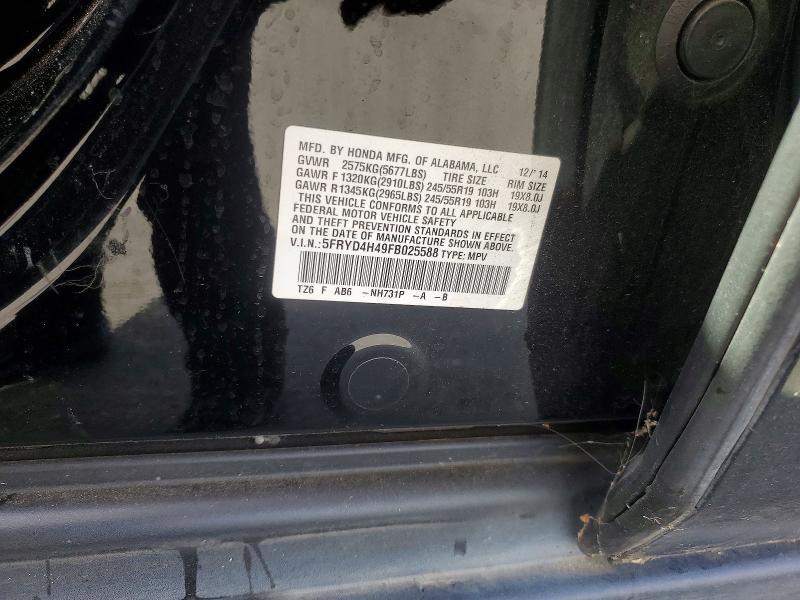 MFD. BY HONDA MFG. OF ALABAMA, LLC 12/'14
GVWR 2575KG(5677LBS) TIRE SIZE RIM SIZE
GAWR F 1320KG(2910LBS) 245/55R19 103H 19X8.0J
GAWR R1345KG(2965LBS) 245/55R19 103H 19X8.0J
THIS VEHICLE CONFORMS TO ALL APPLICABLE
FEDERAL MOTOR VEHICLE SAFETY
AND THEFT PREVENTION STANDARDS IN EFFECT
ON THE DATE OF MANUFACTURE SHOWN ABOVE.
V.I.N.:5FRYD4H49FB025588 TYPE: MPV
TZ6 F AB6 -NH731P -A -B